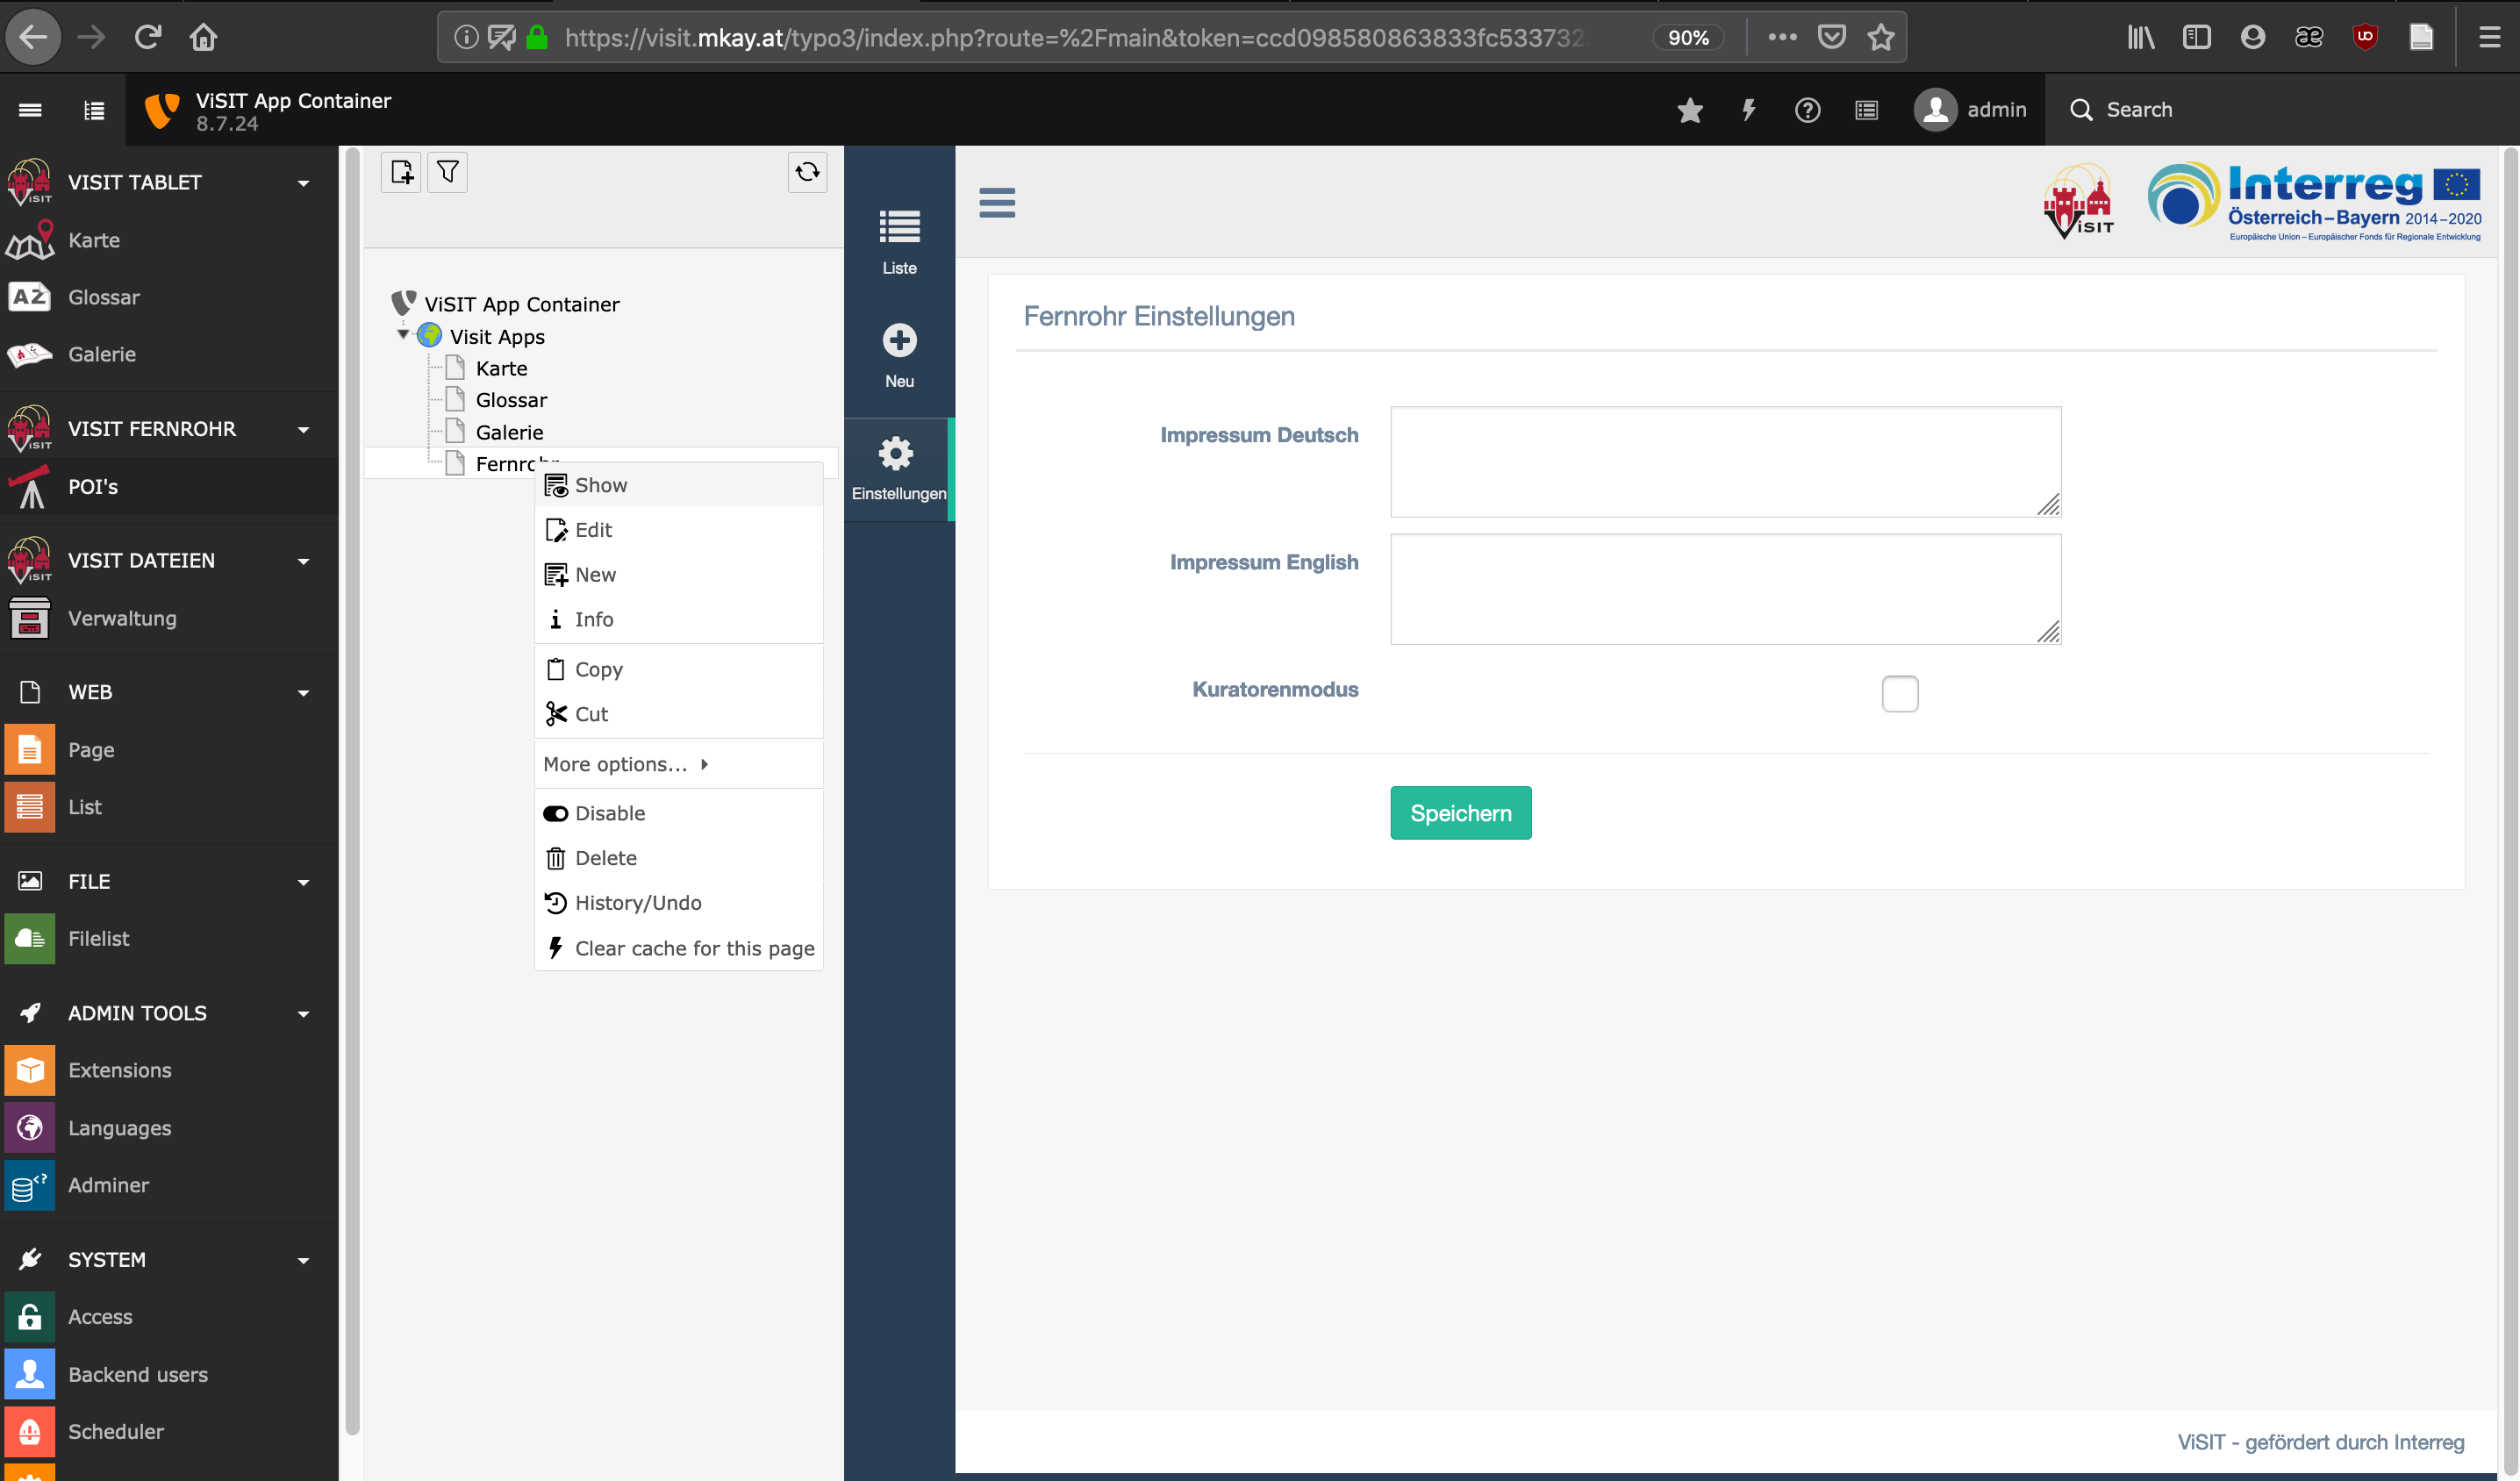 https://visit.mkay.at/typo3/index.php?route=%2Fmain&token=ccd098580863833fc533732
90%
ViSIT App Container
8.7.24
admin
Search
VISIT TABLET
Karte
Glossar
Galerie
VISIT FERNROHR
POI's
VISIT DATEIEN
Verwaltung
WEB
Page
List
FILE
Filelist
ADMIN TOOLS
Extensions
Languages
Adminer
SYSTEM
Access
Backend users
Scheduler
ViSIT App Container
Visit Apps
Karte
Glossar
Galerie
Fernrohr
Show
Edit
New
Info
Copy
Cut
More options...
Disable
Delete
History/Undo
Clear cache for this page
Liste
Neu
Einstellungen
ViSIT
Interreg
Österreich–Bayern 2014–2020
Europäische Union – Europäischer Fonds für Regionale Entwicklung
Fernrohr Einstellungen
Impressum Deutsch
Impressum English
Kuratorenmodus
Speichern
ViSIT - gefördert durch Interreg